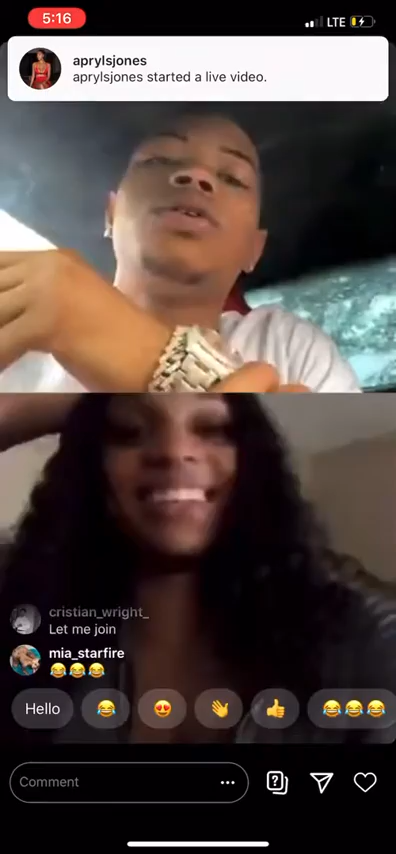 5:16
LTE
aprylsjones
aprylsjones started a live video.
cristian_wright_
Let me join
mia_starfire
😂😂😂
Hello 😂 😍 👋 👍 😂😂😂
Comment ...